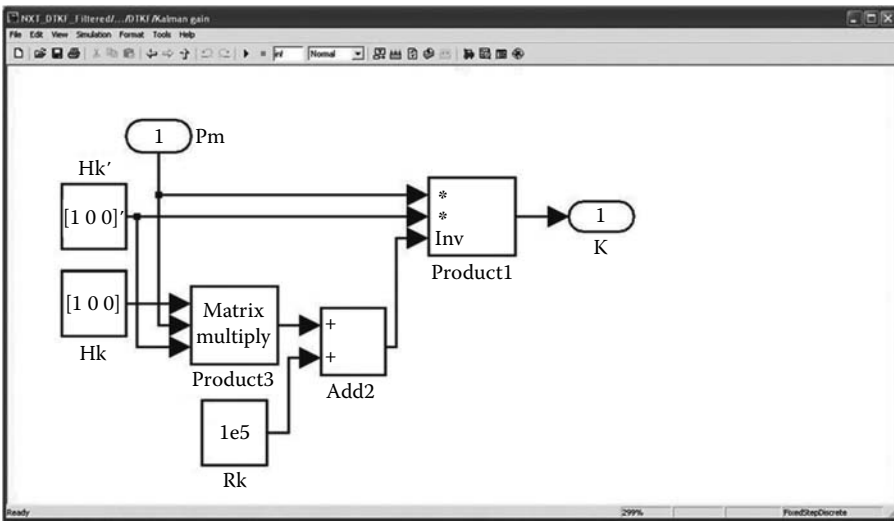 NXT_DTKF_Filtered/.../DTKF/Kalman gain
File Edit View Simulation Format Tools Help
inf Normal
1 Pm
Hk′
[1 0 0]′
*
*
Inv
Product1
1
K
[1 0 0]
Hk
Matrix
multiply
Product3
+
+
Add2
1e5
Rk
Ready 299% FixedStepDiscrete